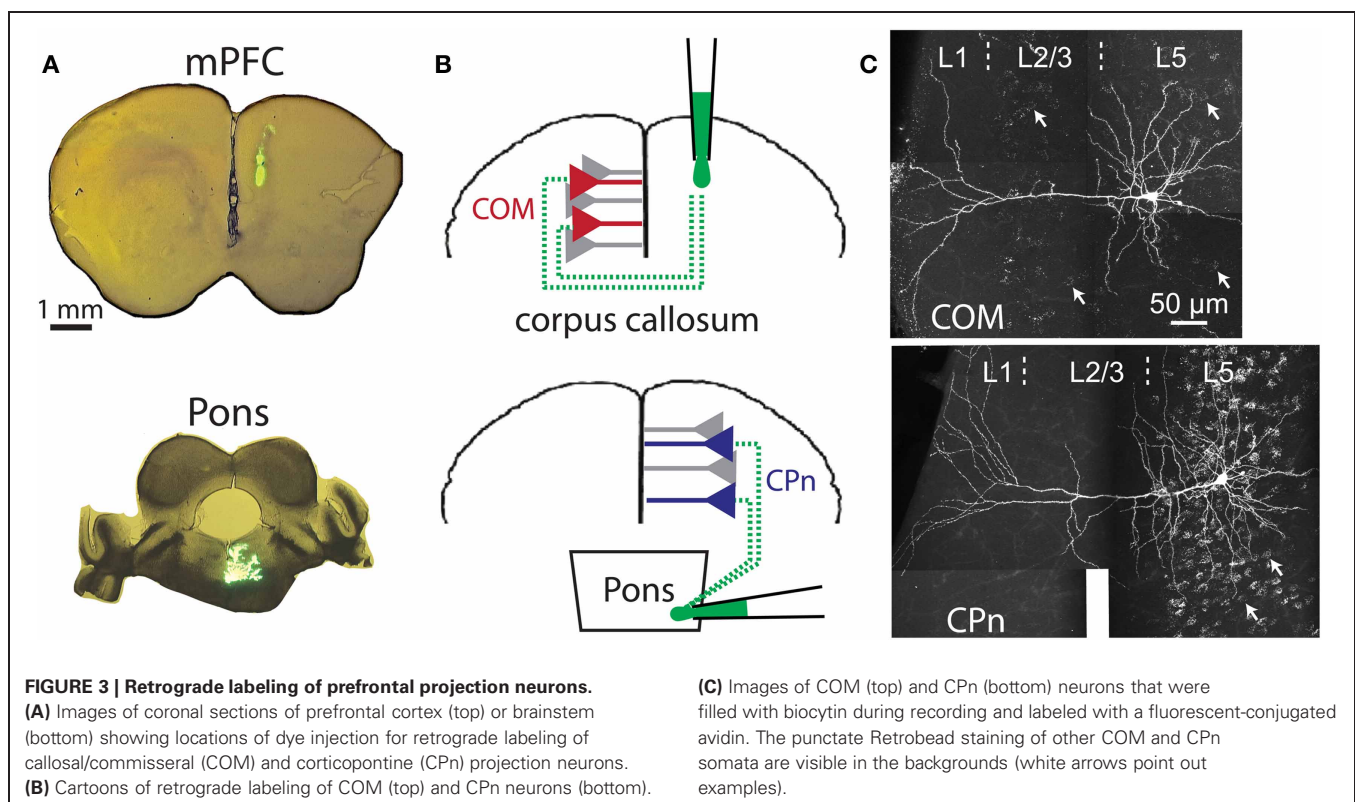 A
mPFC
1 mm
Pons
B
COM
corpus callosum
CPn
Pons
C
L1 L2/3 L5
COM
50 μm
L1 L2/3 L5
CPn
FIGURE 3 | Retrograde labeling of prefrontal projection neurons.
(A) Images of coronal sections of prefrontal cortex (top) or brainstem
(bottom) showing locations of dye injection for retrograde labeling of
callosal/commisseral (COM) and corticopontine (CPn) projection neurons.
(B) Cartoons of retrograde labeling of COM (top) and CPn neurons (bottom).
(C) Images of COM (top) and CPn (bottom) neurons that were
filled with biocytin during recording and labeled with a fluorescent-conjugated
avidin. The punctate Retrobead staining of other COM and CPn
somata are visible in the backgrounds (white arrows point out
examples).